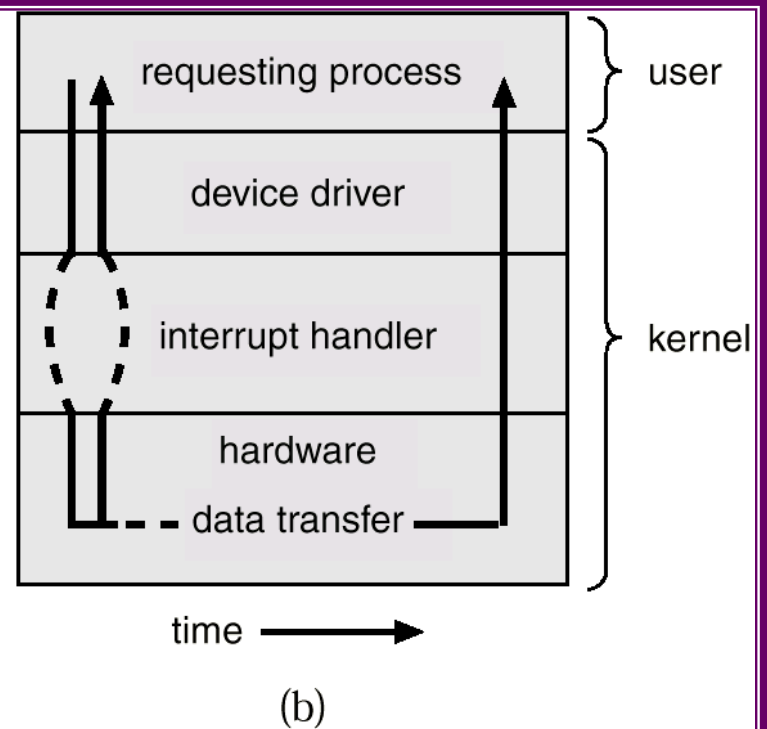 requesting process
user
device driver
interrupt handler
kernel
hardware
data transfer
time
(b)